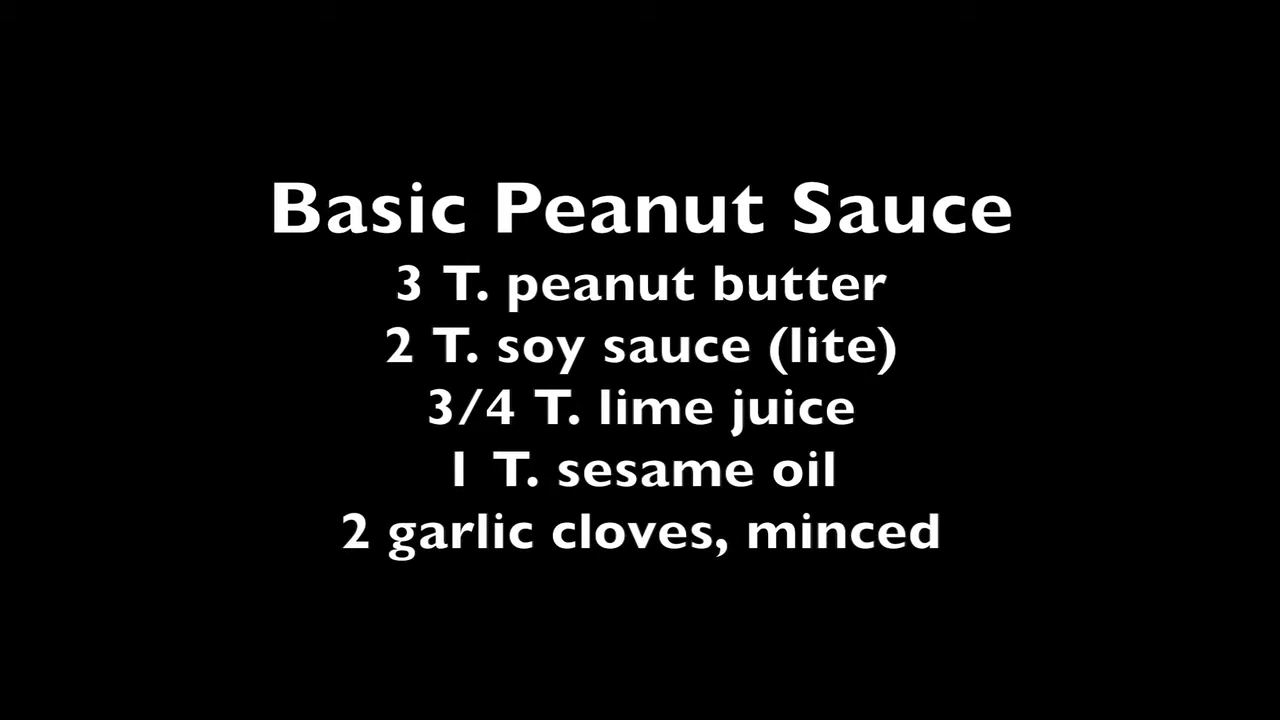 Basic Peanut Sauce
3 T. peanut butter
2 T. soy sauce (lite)
3/4 T. lime juice
1 T. sesame oil
2 garlic cloves, minced